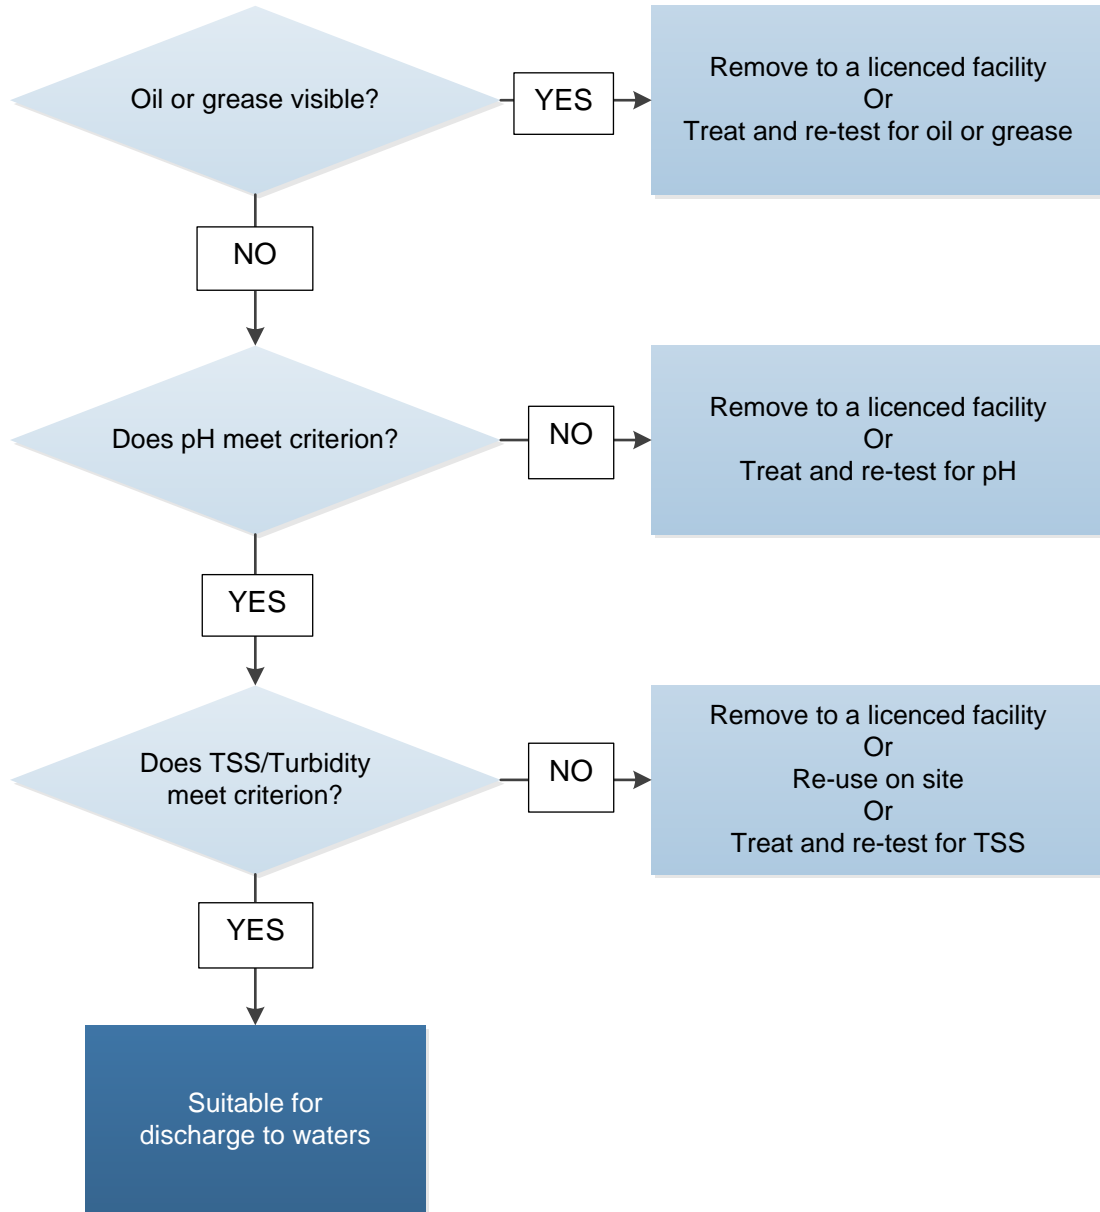 Oil or grease visible?
YES
Remove to a licenced facility
Or
Treat and re-test for oil or grease
NO
Does pH meet criterion?
NO
Remove to a licenced facility
Or
Treat and re-test for pH
YES
Does TSS/Turbidity
meet criterion?
NO
Remove to a licenced facility
Or
Re-use on site
Or
Treat and re-test for TSS
YES
Suitable for
discharge to waters